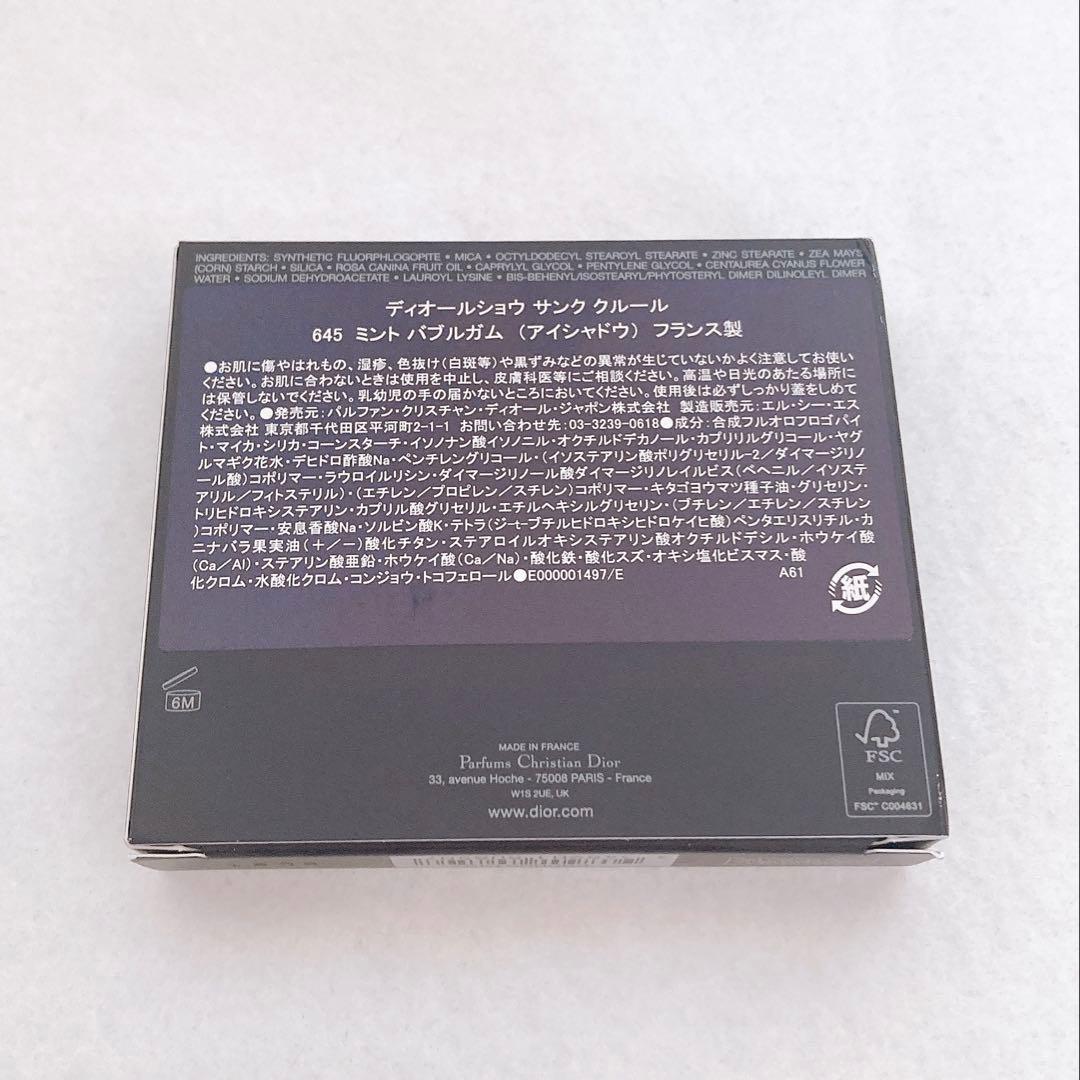 INGREDIENTS: SYNTHETIC FLUORPHLOGOPITE • MICA • OCTYLDODECYL STEAROYL STEARATE • ZINC STEARATE • ZEA MAYS
(CORN) STARCH • SILICA • ROSA CANINA FRUIT OIL • CAPRYLYL GLYCOL • PENTYLENE GLYCOL • CENTAUREA CYANUS FLOWER
WATER • SODIUM DEHYDROACETATE • LAUROYL LYSINE • BIS-BEHENYL/ISOSTEARYL/PHYTOSTERYL DIMER DILINOLEYL DIMER
ディオールショウ サンク クルール
645 ミント バブルガム (アイシャドウ) フランス製
●お肌に傷やはれもの、湿疹、色抜け(白斑等)や黒ずみなどの異常が生じていないかよく注意してお使い
ください。お肌に合わないときは使用を中止し、皮膚科医等にご相談ください。高温や日光のあたる場所に
は保管しないでください。乳幼児の手の届かないところにおいてください。使用後は必ずしっかり蓋をしめて
ください。●発売元:パルファン・クリスチャン・ディオール・ジャポン株式会社 製造販売元:エル・シー・エス
株式会社 東京都千代田区平河町2-1-1 お問い合わせ先:03-3239-0618●成分:合成フルオロフロゴパイ
ト・マイカ・シリカ・コーンスターチ・イソノナン酸イソノニル・オクチルドデカノール・カプリリルグリコール・ヤグ
ルマギク花水・デヒドロ酢酸Na・ペンチレングリコール・(イソステアリン酸ポリグリセリル-2/ダイマージリノ
ール酸)コポリマー・ラウロイルリシン・ダイマージリノール酸ダイマージリノレイルビス(ベヘニル/イソステ
アリル/フィトステリル)・(エチレン/プロピレン/スチレン)コポリマー・キタゴヨウマツ種子油・グリセリン・
トリヒドロキシステアリン・カプリル酸グリセリル・エチルヘキシルグリセリン・(ブチレン/エチレン/スチレン
)コポリマー・安息香酸Na・ソルビン酸K・テトラ(ジ-t-ブチルヒドロキシヒドロケイヒ酸)ペンタエリスリチル・カ
ニナバラ果実油(+/-)酸化チタン・ステアロイルオキシステアリン酸オクチルドデシル・ホウケイ酸
(Ca/Al)・ステアリン酸亜鉛・ホウケイ酸(Ca/Na)・酸化鉄・酸化スズ・オキシ塩化ビスマス・酸
化クロム・水酸化クロム・コンジョウ・トコフェロール●E000001497/E A61
紙
6M
MADE IN FRANCE
Parfums Christian Dior
33, avenue Hoche - 75008 PARIS - France
W1S 2UE, UK
www.dior.com
FSC
MIX
Packaging
FSC™ C004631